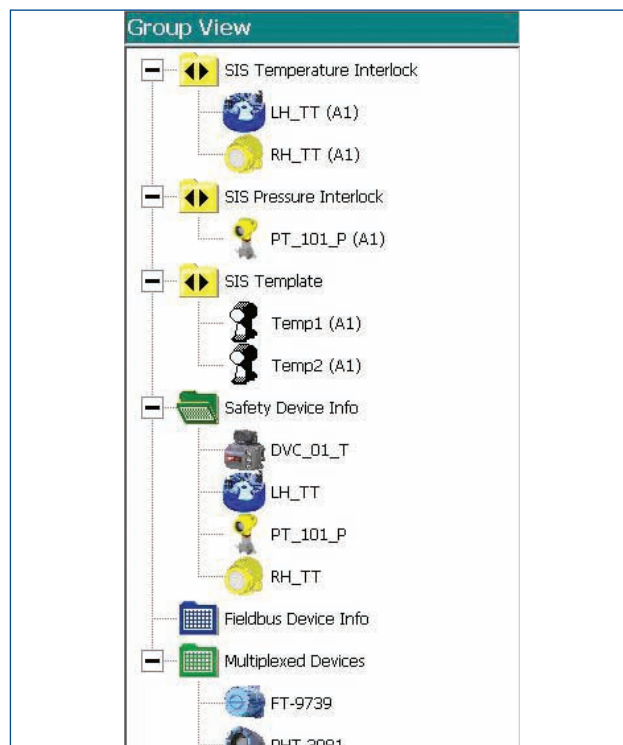 Group View
SIS Temperature Interlock
LH_TT (A1)
RH_TT (A1)
SIS Pressure Interlock
PT_101_P (A1)
SIS Template
Temp1 (A1)
Temp2 (A1)
Safety Device Info
DVC_01_T
LH_TT
PT_101_P
RH_TT
Fieldbus Device Info
Multiplexed Devices
FT-9739